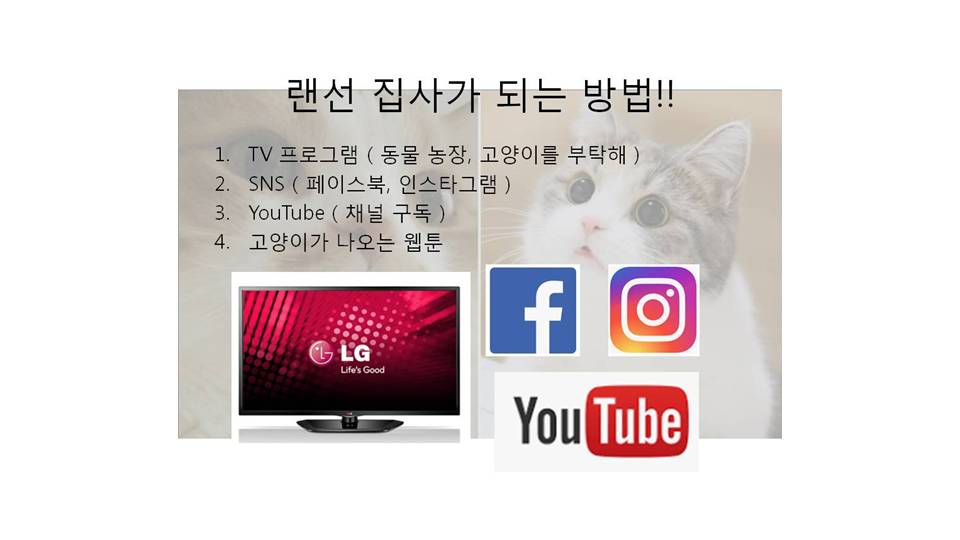 랜선 집사가 되는 방법!!
1. TV 프로그램 ( 동물 농장, 고양이를 부탁해 )
2. SNS ( 페이스북, 인스타그램 )
3. YouTube ( 채널 구독 )
4. 고양이가 나오는 웹툰
LG
Life's Good
f
YouTube